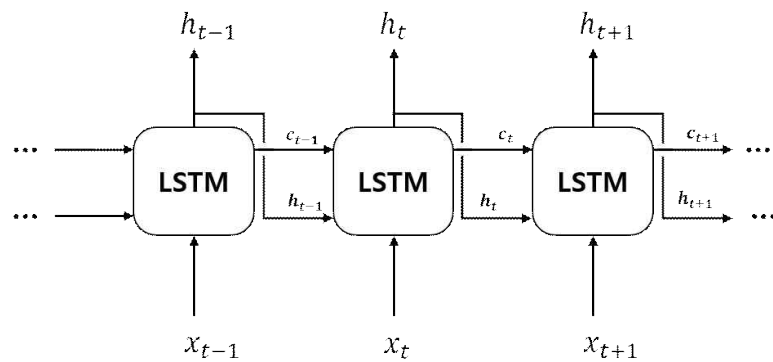 h_{t-1} h_t h_{t+1}
c_{t-1} c_t c_{t+1}
... ...
LSTM LSTM LSTM
... h_{t-1} h_t h_{t+1} ...
x_{t-1} x_t x_{t+1}